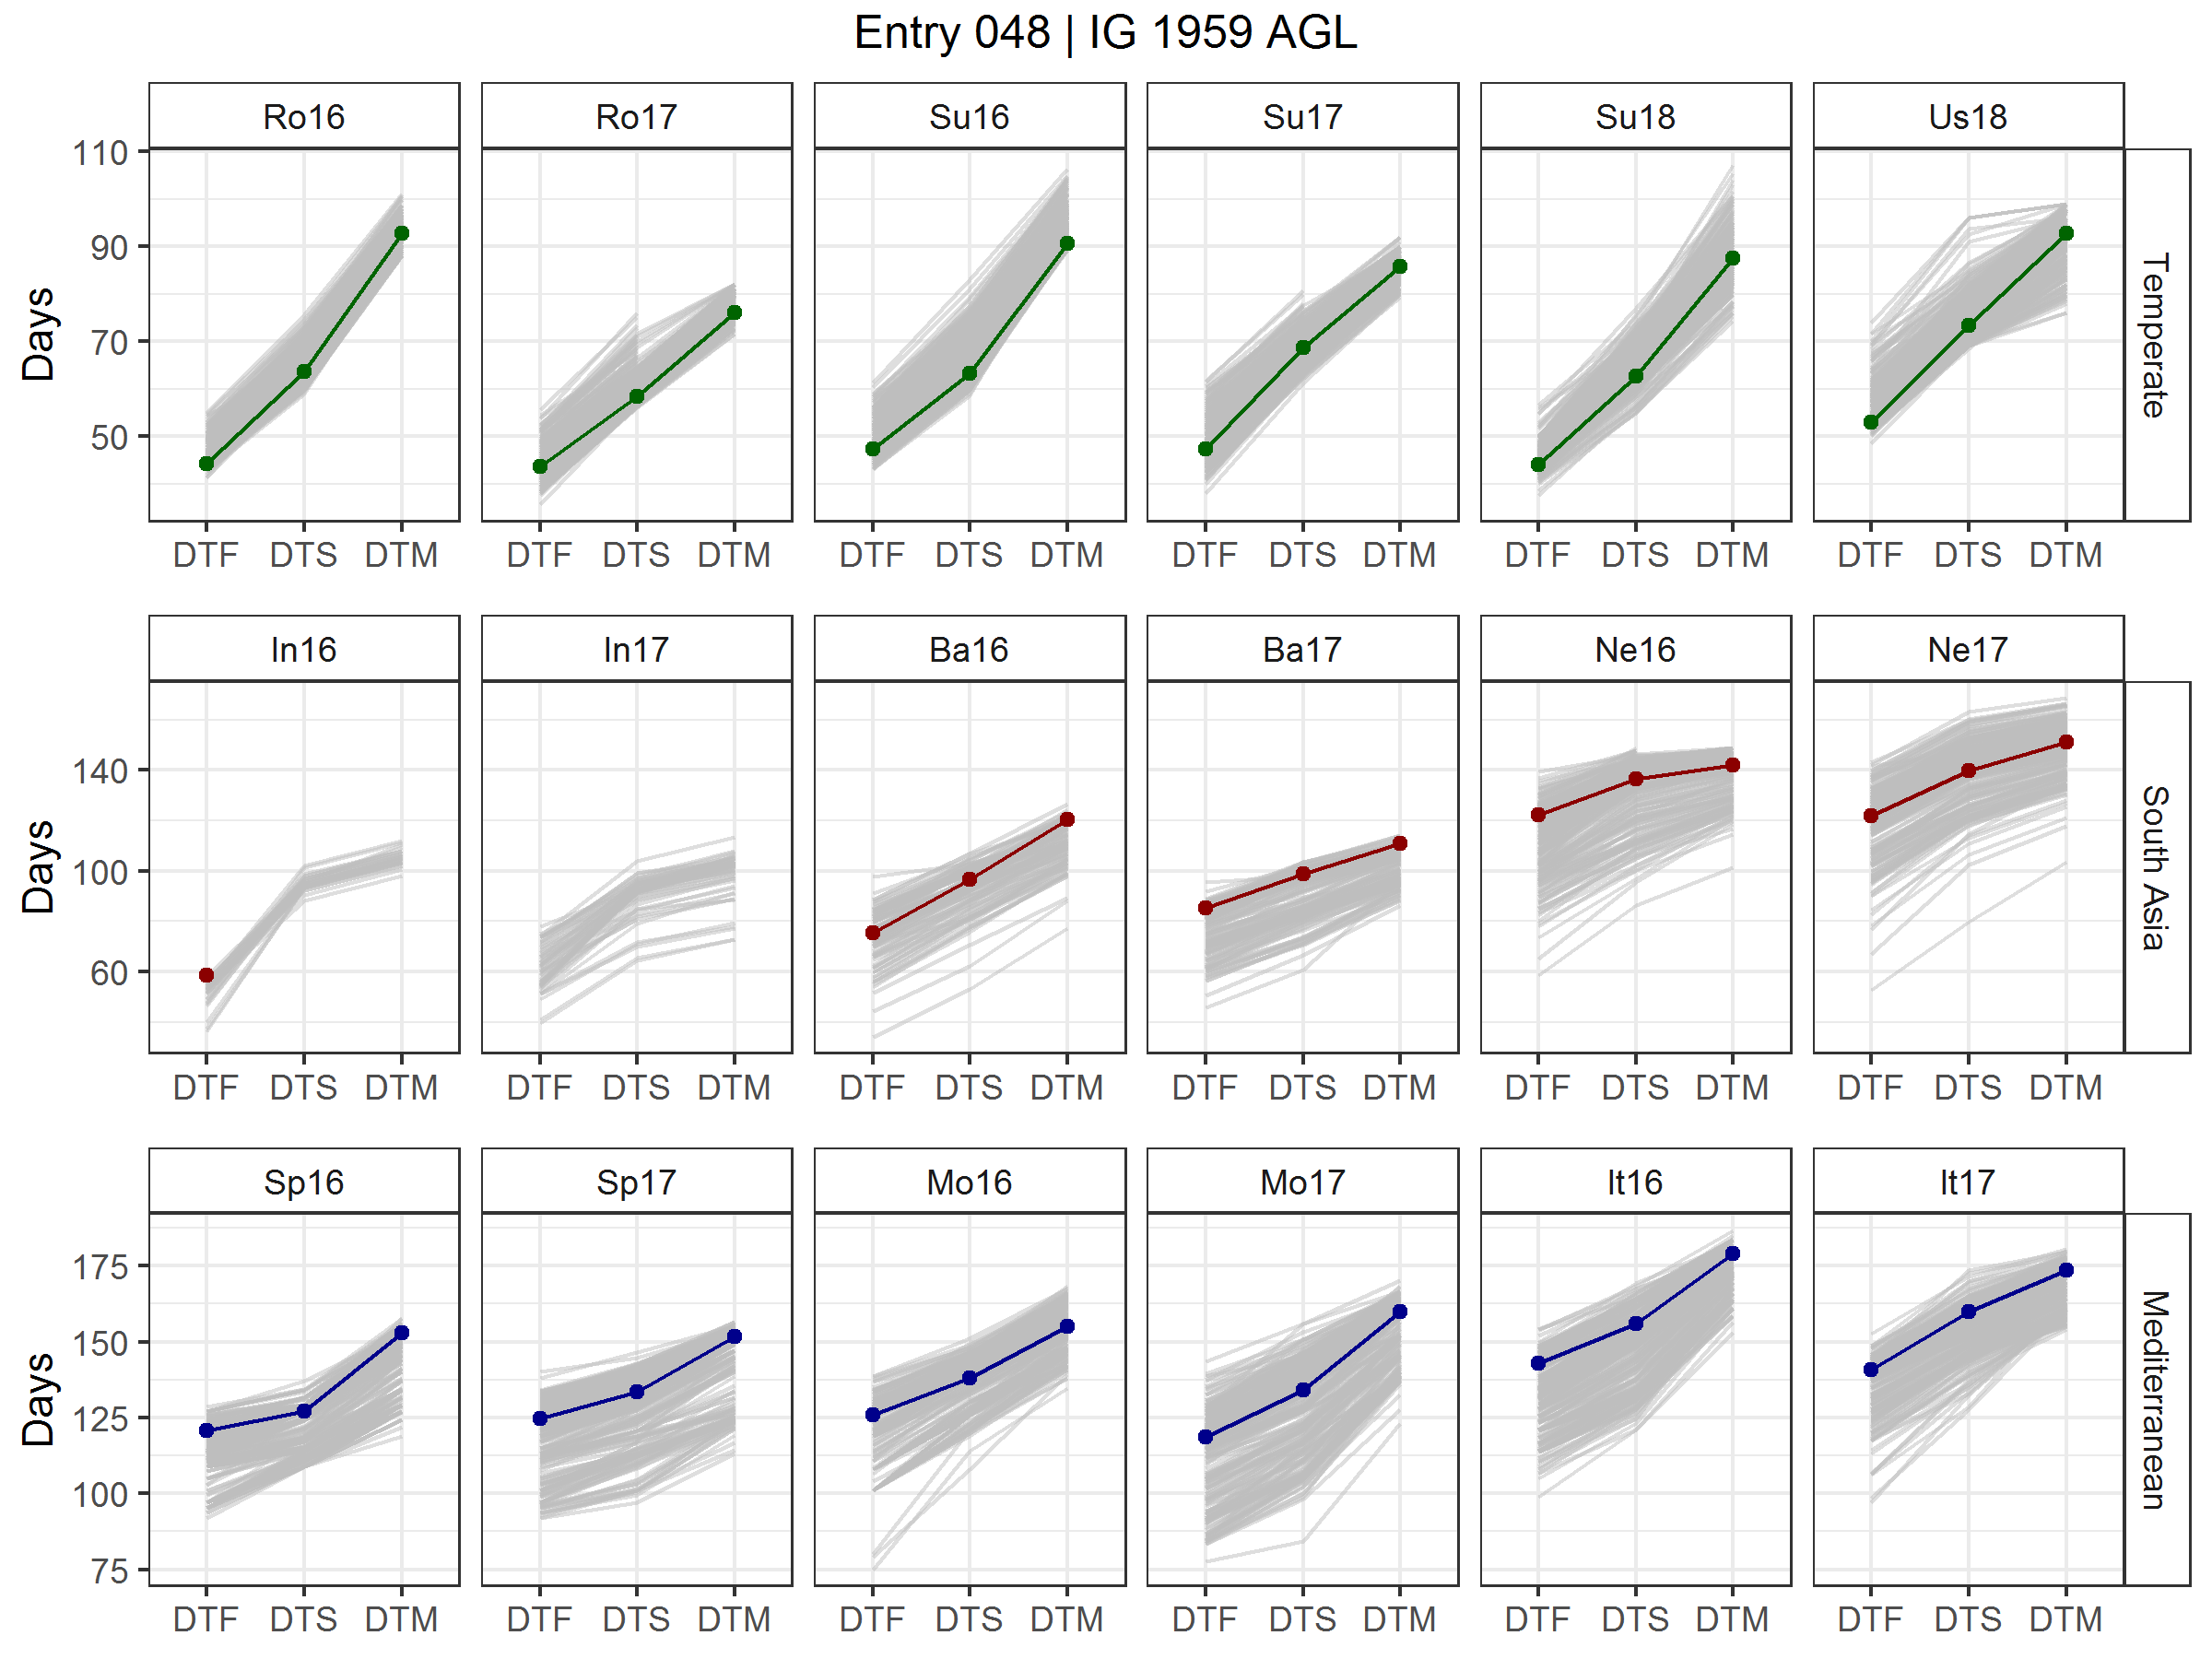 Entry 048 | IG 1959 AGL
Ro16 Ro17 Su16 Su17 Su18 Us18
110
90
70
50
Days
Temperate
DTF DTS DTM DTF DTS DTM DTF DTS DTM DTF DTS DTM DTF DTS DTM DTF DTS DTM
In16 In17 Ba16 Ba17 Ne16 Ne17
140
100
60
Days
South Asia
DTF DTS DTM DTF DTS DTM DTF DTS DTM DTF DTS DTM DTF DTS DTM DTF DTS DTM
Sp16 Sp17 Mo16 Mo17 It16 It17
175
150
125
100
75
Days
Mediterranean
DTF DTS DTM DTF DTS DTM DTF DTS DTM DTF DTS DTM DTF DTS DTM DTF DTS DTM